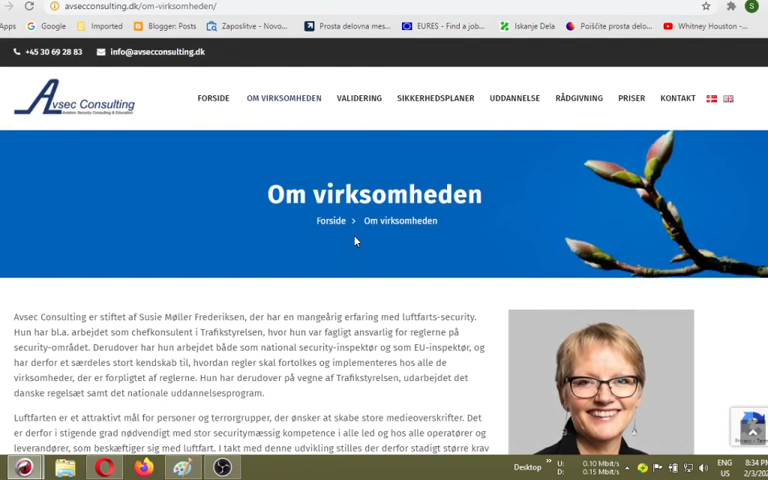 avsecconsulting.dk/om-virksomheden/
Apps Google Imported Blogger: Posts Zaposlitve - Novo... Prosta delovna mest... EURES - Find a job... Iskanje Dela Poiščite prosta delo... Whitney Houston -...
+45 30 69 28 83 info@avsecconsulting.dk
Avsec Consulting
Aviation Security Consulting & Education
FORSIDE OM VIRKSOMHEDEN VALIDERING SIKKERHEDSPLANER UDDANNELSE RÅDGIVNING PRISER KONTAKT
Om virksomheden
Forside > Om virksomheden
Avsec Consulting er stiftet af Susie Møller Frederiksen, der har en mangeårig erfaring med luftfarts-security.
Hun har bl.a. arbejdet som chefkonsulent i Trafikstyrelsen, hvor hun var fagligt ansvarlig for reglerne på
security-området. Derudover har hun arbejdet både som national security-inspektør og som EU-inspektør, og
har derfor et særdeles stort kendskab til, hvordan regler skal fortolkes og implementeres hos alle de
virksomheder, der er forpligtet af reglerne. Hun har derudover på vegne af Trafikstyrelsen, udarbejdet det
danske regelsæt samt det nationale uddannelsesprogram.
Luftfarten er et attraktivt mål for personer og terrorgrupper, der ønsker at skabe store medieoverskrifter. Det
er derfor i stigende grad nødvendigt med stor securitymæssig kompetence i alle led og hos alle operatører og
leverandører, som beskæftiger sig med luftfart. I takt med denne udvikling stilles der derfor stadigt større krav
Desktop » U: 0.10 Mbit/s
D: 0.15 Mbit/s
ENG 8:34 P
US 2/3/202